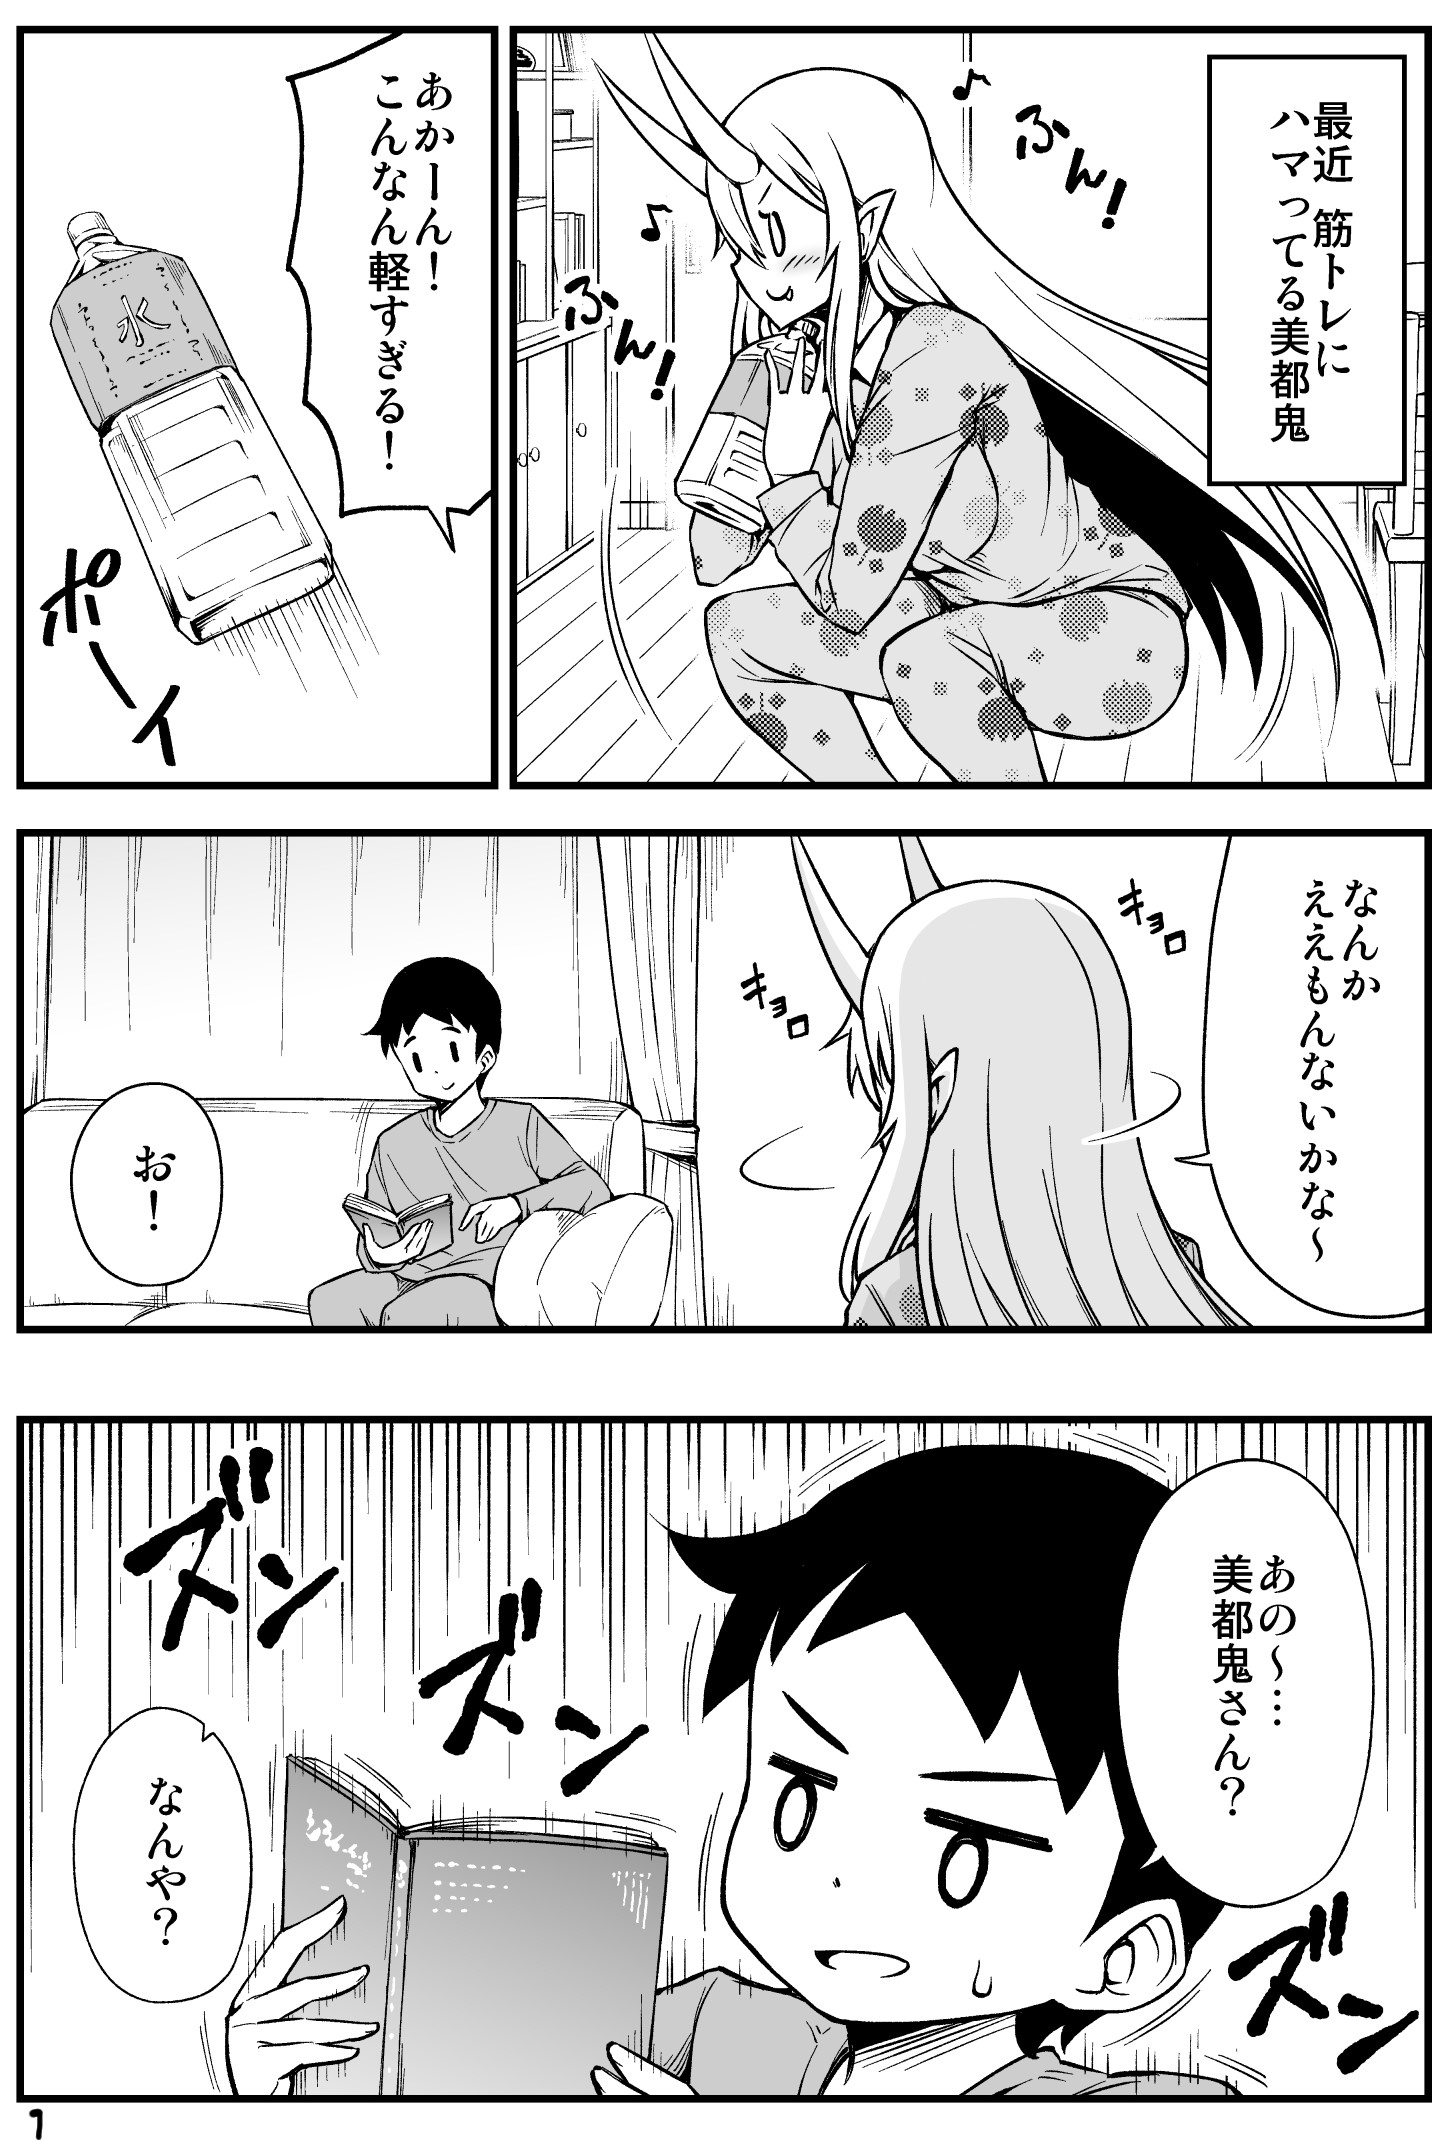 最近 筋トレに
ハマってる美都鬼
ふん!
ふん!
あかーん!
こんなん軽すぎる!
水
ポーイ
なんか
ええもんないかな～
キョロ
キョロ
お!
あの～…
美都鬼さん?
ズズン
ズズン
ズズン
なんや?
1